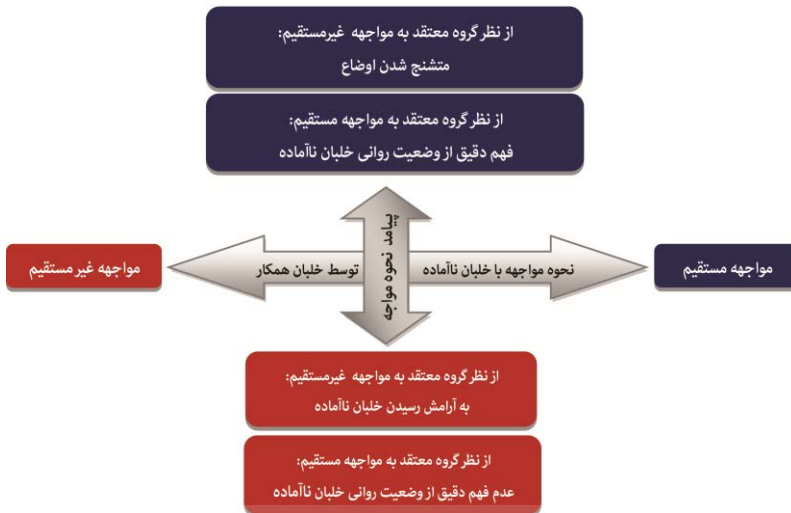 از نظر گروه معتقد به مواجهه غیرمستقیم:
متشنج شدن اوضاع
از نظر گروه معتقد به مواجهه مستقیم:
فهم دقیق از وضعیت روانی خلبان ناآماده
مواجهه مستقیم
نحوه مواجهه با خلبان ناآماده
توسط خلبان همکار
مواجهه غیرمستقیم
پیامد نحوه مواجه
از نظر گروه معتقد به مواجهه غیرمستقیم:
به آرامش رسیدن خلبان ناآماده
از نظر گروه معتقد به مواجهه مستقیم:
عدم فهم دقیق از وضعیت روانی خلبان ناآماده